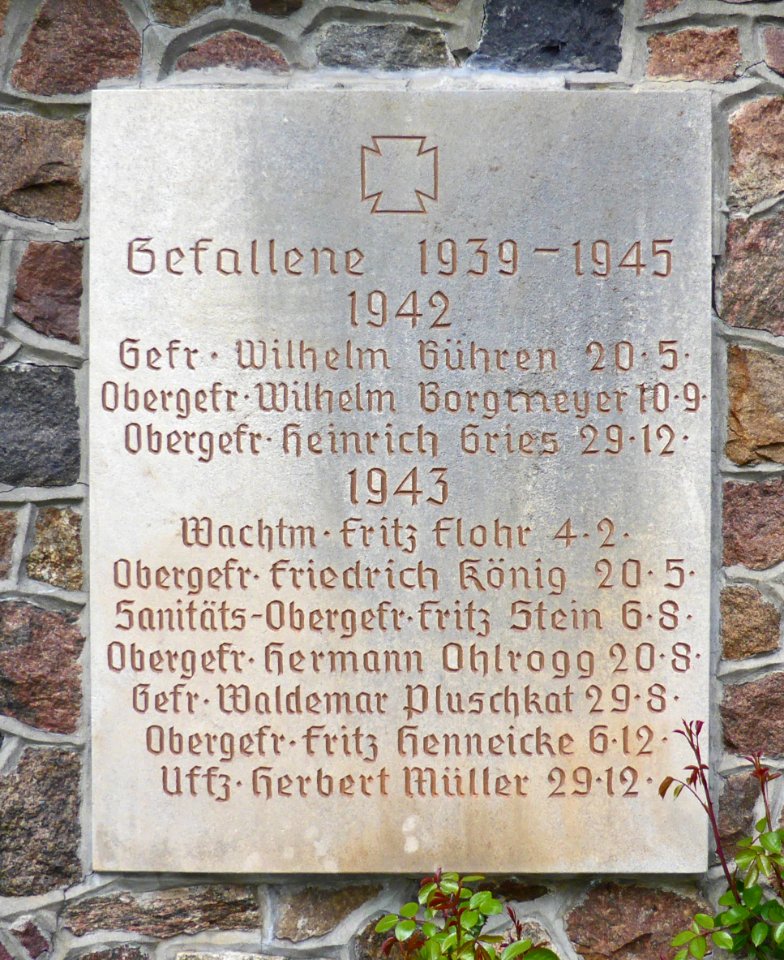 Gefallene 1939-1945
1942
Gefr. Wilhelm Bühren 20.5.
Obergefr. Wilhelm Borgmeyer 10.9.
Obergefr. Heinrich Gries 29.12.
1943
Wachtm. Fritz Flohr 4.2.
Obergefr. Friedrich König 20.5.
Sanitäts-Obergefr. Fritz Stein 6.8.
Obergefr. Hermann Ohlrogg 20.8.
Gefr. Waldemar Pluschkat 29.8.
Obergefr. Fritz Henneicke 6.12.
Uffz. Herbert Müller 29.12.